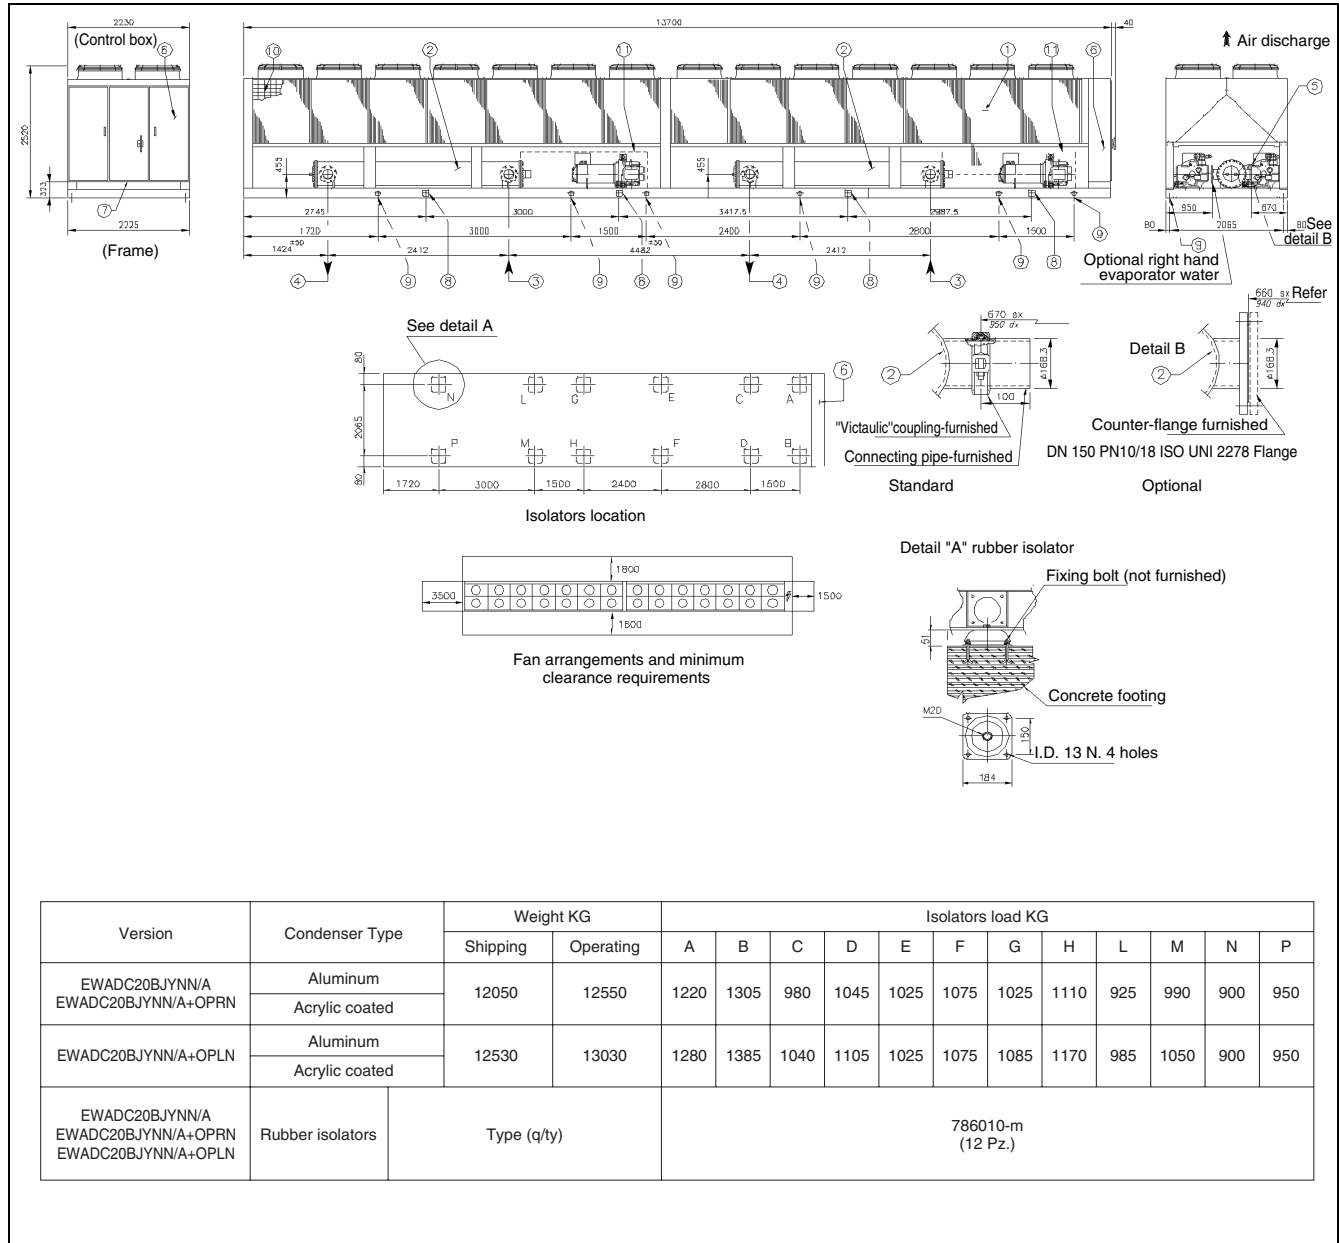 2230
13700
40
(Control box)
6
10
2
11
2
1
11
6
Air discharge
5
2520
323
455
455
7
2225
(Frame)
2745
3000
3417.5
2987.5
1720
3000
1500
2400
2800
1500
±50
±50
1424
2412
4482
2412
4
9
8
3
9
8
9
4
9
8
3
9
8
9
950
670
80
2065
80
See
detail B
9
Optional right hand
evaporator water
See detail A
80
2065
80
N
L
G
E
C
A
P
M
H
F
D
B
6
1720
3000
1500
2400
2800
1500
Isolators location
670 sx
950 dx
2
ø168.3
100
"Victaulic"coupling-furnished
Connecting pipe-furnished
Standard
660 sx
940 dx
Refer
Detail B
2
ø168.3
Counter-flange furnished
DN 150 PN10/18 ISO UNI 2278 Flange
Optional
1800
3500
1500
1800
Fan arrangements and minimum
clearance requirements
Detail "A" rubber isolator
Fixing bolt (not furnished)
51
Concrete footing
M20
150
I.D. 13 N. 4 holes
184
Version Condenser Type Weight KG Isolators load KG
Shipping Operating A B C D E F G H L M N P
EWADC20BJYNN/A
EWADC20BJYNN/A+OPRN
Aluminum
Acrylic coated
12050 12550 1220 1305 980 1045 1025 1075 1025 1110 925 990 900 950
EWADC20BJYNN/A+OPLN
Aluminum
Acrylic coated
12530 13030 1280 1385 1040 1105 1025 1075 1085 1170 985 1050 900 950
EWADC20BJYNN/A
EWADC20BJYNN/A+OPRN
EWADC20BJYNN/A+OPLN
Rubber isolators
Type (q/ty)
786010-m
(12 Pz.)